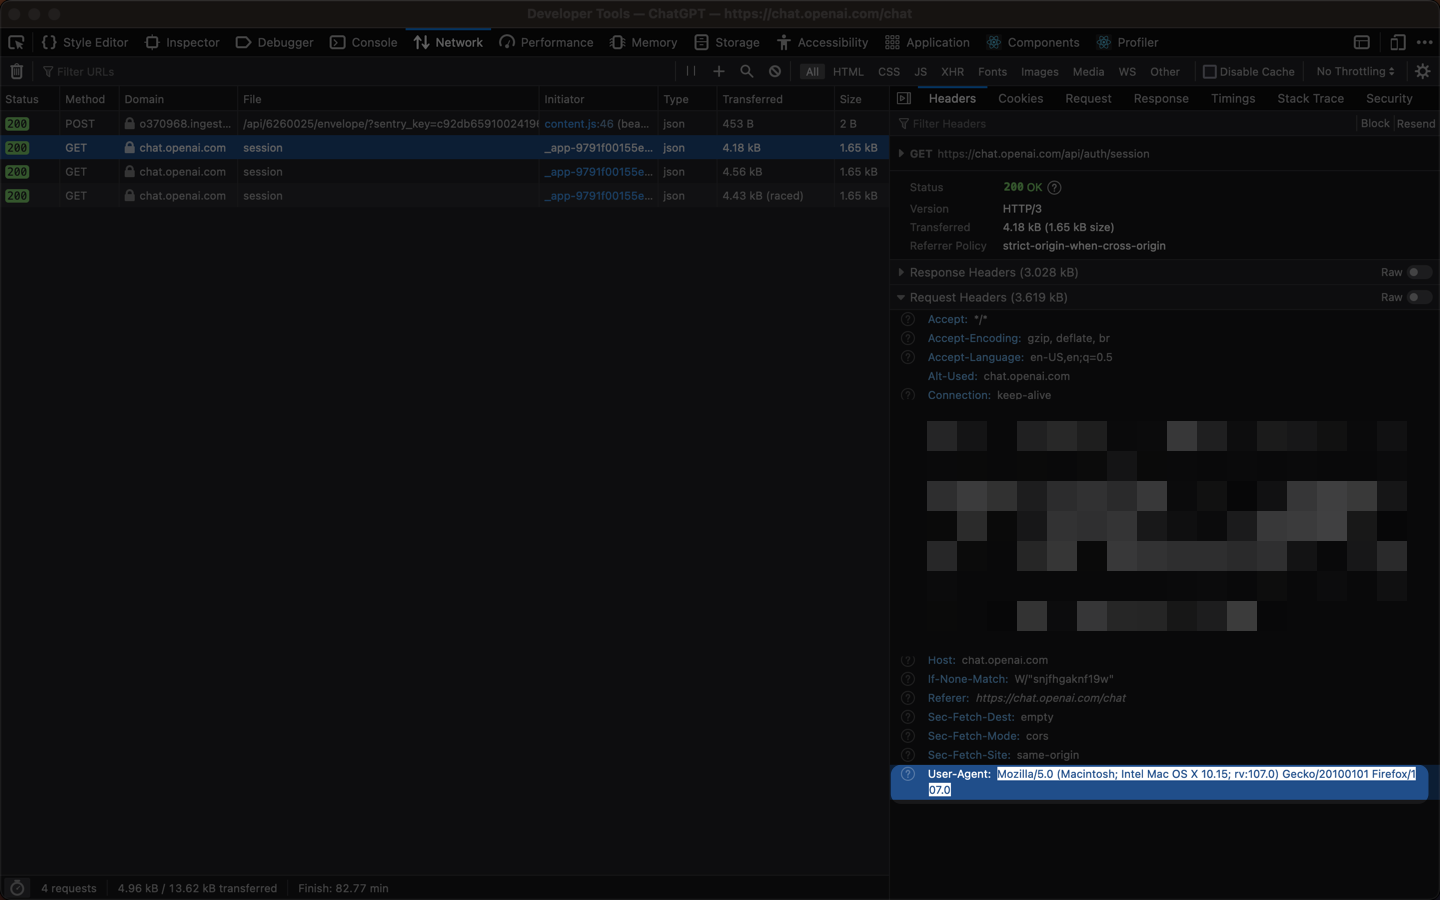 Developer Tools — ChatGPT — https://chat.openai.com/chat
Style Editor Inspector Debugger Console Network Performance Memory Storage Accessibility Application Components Profiler
Filter URLs All HTML CSS JS XHR Fonts Images Media WS Other Disable Cache No Throttling
Status Method Domain File Initiator Type Transferred Size
200 POST o370968.ingest... /api/6260025/envelope/?sentry_key=c92db6591002419 content.js:46 (bea... json 453 B 2 B
200 GET chat.openai.com session _app-9791f00155e... json 4.18 kB 1.65 kB
200 GET chat.openai.com session _app-9791f00155e... json 4.56 kB 1.65 kB
200 GET chat.openai.com session _app-9791f00155e... json 4.43 kB (raced) 1.65 kB
4 requests 4.96 kB / 13.62 kB transferred Finish: 82.77 min
Headers Cookies Request Response Timings Stack Trace Security
Filter Headers Block Resend
GET https://chat.openai.com/api/auth/session
Status 200 OK ?
Version HTTP/3
Transferred 4.18 kB (1.65 kB size)
Referrer Policy strict-origin-when-cross-origin
Response Headers (3.028 kB) Raw
Request Headers (3.619 kB) Raw
? Accept: */*
? Accept-Encoding: gzip, deflate, br
? Accept-Language: en-US,en;q=0.5
Alt-Used: chat.openai.com
? Connection: keep-alive
? Host: chat.openai.com
? If-None-Match: W/"snjfhgaknf19w"
? Referer: https://chat.openai.com/chat
? Sec-Fetch-Dest: empty
? Sec-Fetch-Mode: cors
? Sec-Fetch-Site: same-origin
? User-Agent: Mozilla/5.0 (Macintosh; Intel Mac OS X 10.15; rv:107.0) Gecko/20100101 Firefox/1
07.0